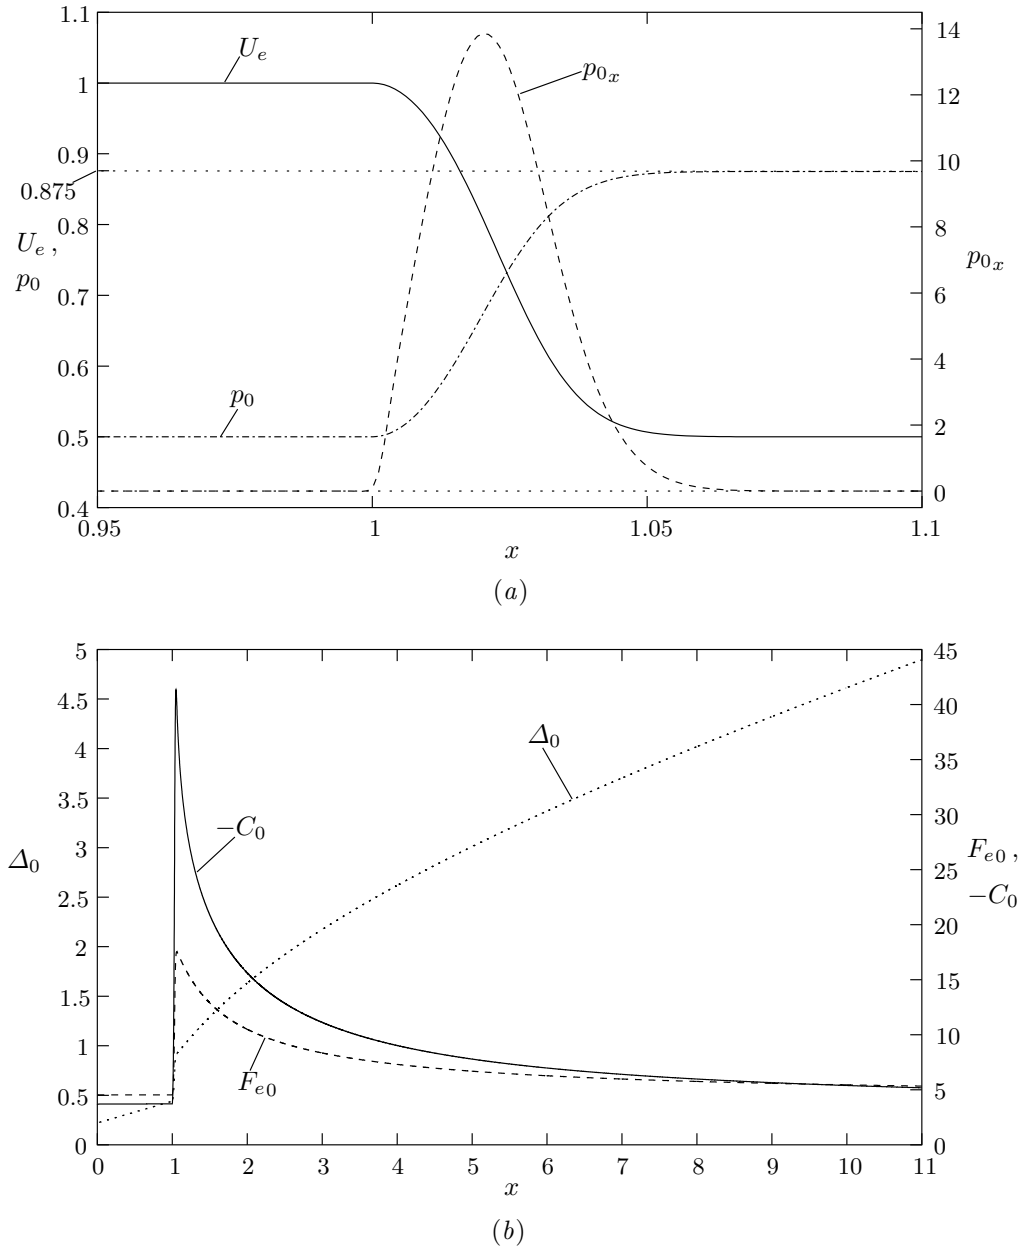 1.1
1
0.9
0.875
0.8
U_e ,
p_0
0.7
0.6
0.5
0.4
U_e
p_{0x}
p_0
14
12
10
8
p_{0x}
6
4
2
0
0.95 1 1.05 1.1
x
(a)
5
4.5
4
3.5
3
Δ_0
2.5
2
1.5
1
0.5
0
Δ_0
−C_0
F_{e0}
45
40
35
30
F_{e0} ,
25
−C_0
20
15
10
5
0
0 1 2 3 4 5 6 7 8 9 10 11
x
(b)